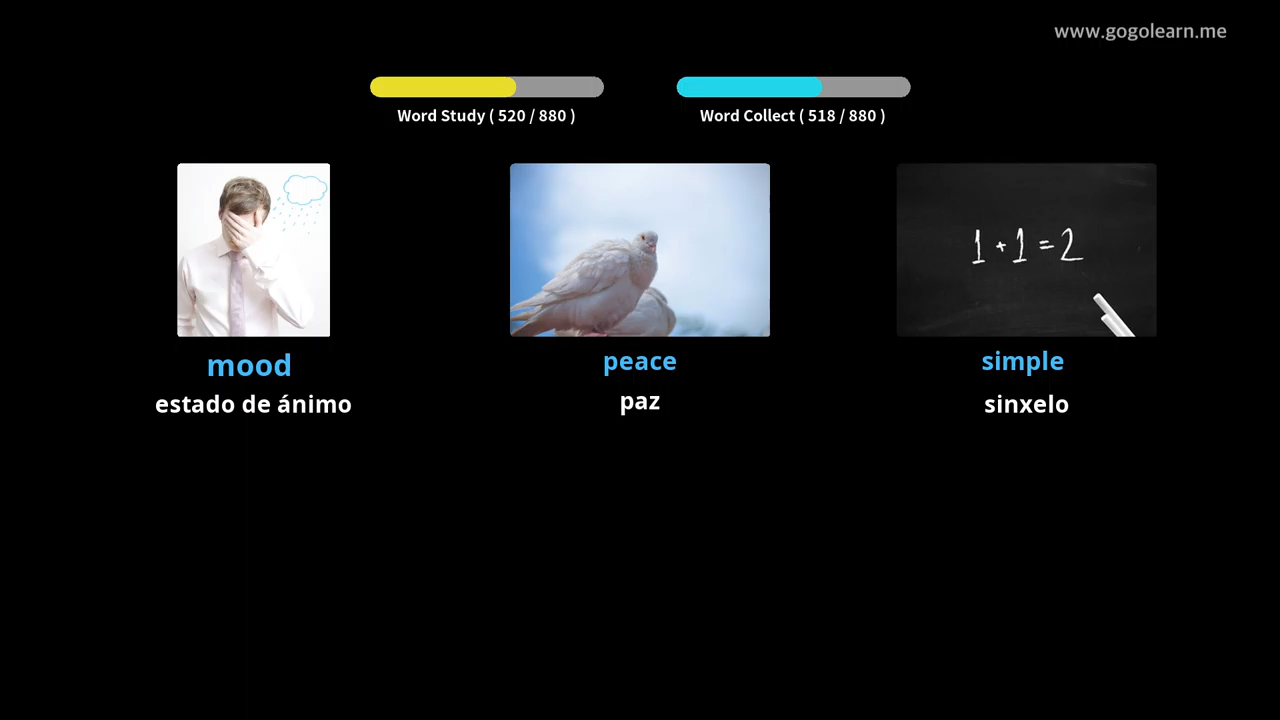 www.gogolearn.me
Word Study ( 520 / 880 )
Word Collect ( 518 / 880 )
1 + 1 = 2
mood
peace
simple
estado de ánimo
paz
sinxelo